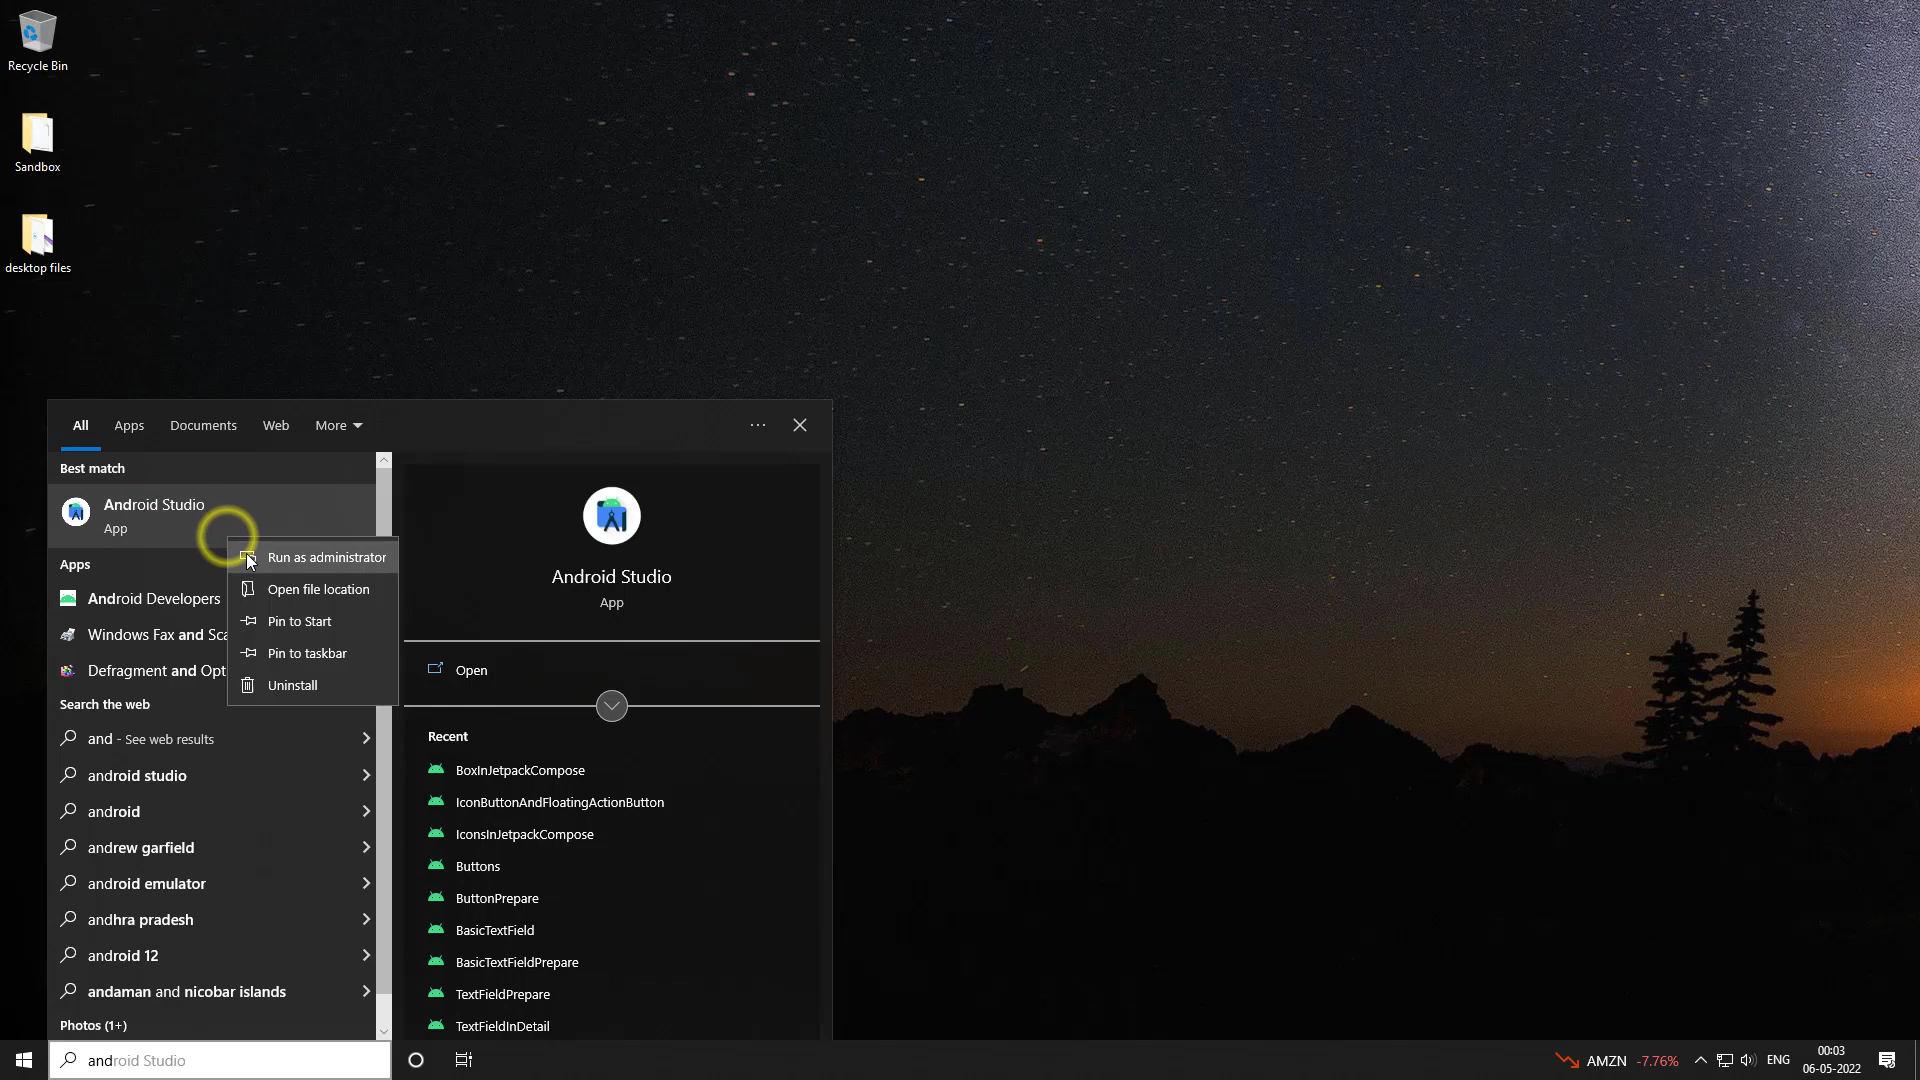 Recycle Bin
Sandbox
desktop files
All Apps Documents Web More
Best match
Android Studio
App
Apps
Android Developers
Windows Fax and Sca
Defragment and Opt
Run as administrator
Open file location
Pin to Start
Pin to taskbar
Uninstall
Search the web
and - See web results
android studio
android
andrew garfield
android emulator
andhra pradesh
android 12
andaman and nicobar islands
Photos (1+)
android Studio
Android Studio
App
Open
Recent
BoxInJetpackCompose
IconButtonAndFloatingActionButton
IconsInJetpackCompose
Buttons
ButtonPrepare
BasicTextField
BasicTextFieldPrepare
TextFieldPrepare
TextFieldInDetail
AMZN -7.76%
ENG
00:03
06-05-2022